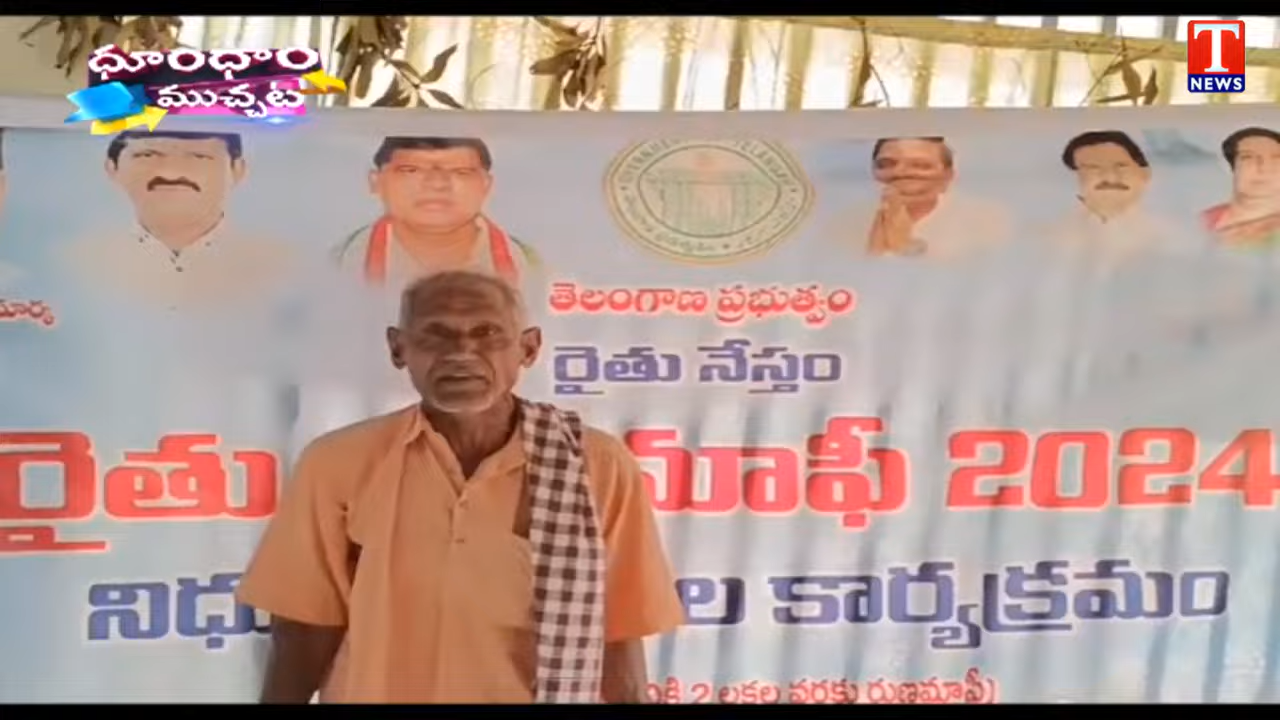 ధూంధాం
ముచ్చట
T
NEWS
తెలంగాణ ప్రభుత్వం
రైతు నేస్తం
రైతు మాఫీ 2024
కార్యక్రమం
2 లక్షల వరకు రుణమాఫీ